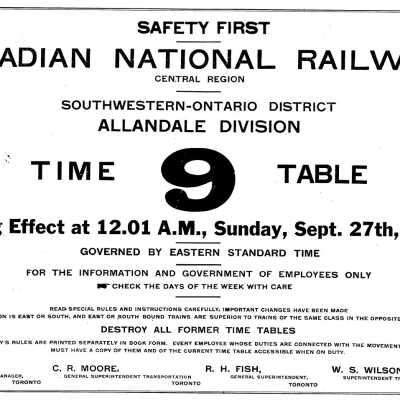 SAFETY FIRST
ADIAN NATIONAL RAILW
CENTRAL REGION
SOUTHWESTERN-ONTARIO DISTRICT
ALLANDALE DIVISION
TIME 9 TABLE
g Effect at 12.01 A.M., Sunday, Sept. 27th,
GOVERNED BY EASTERN STANDARD TIME
FOR THE INFORMATION AND GOVERNMENT OF EMPLOYEES ONLY
☛ CHECK THE DAYS OF THE WEEK WITH CARE
READ SPECIAL RULES AND INSTRUCTIONS CAREFULLY. IMPORTANT CHANGES HAVE BEEN MADE
ON IS EAST OR SOUTH, AND EAST OR SOUTH BOUND TRAINS ARE SUPERIOR TO TRAINS OF THE SAME CLASS IN THE OPPOSITE
DESTROY ALL FORMER TIME TABLES
Y'S RULES ARE PRINTED SEPARATELY IN BOOK FORM. EVERY EMPLOYEE WHOSE DUTIES ARE CONNECTED WITH THE MOVEMENT
MUST HAVE A COPY OF THEM AND OF THE CURRENT TIME TABLE ACCESSIBLE WHEN ON DUTY.
C. R. MOORE, R. H. FISH, W. S. WILSON
MANAGER, GENERAL SUPERINTENDENT TRANSPORTATION GENERAL SUPERINTENDENT, SUPERINTENDENT TRANSPO
TORONTO TORONTO TORONTO TORONTO